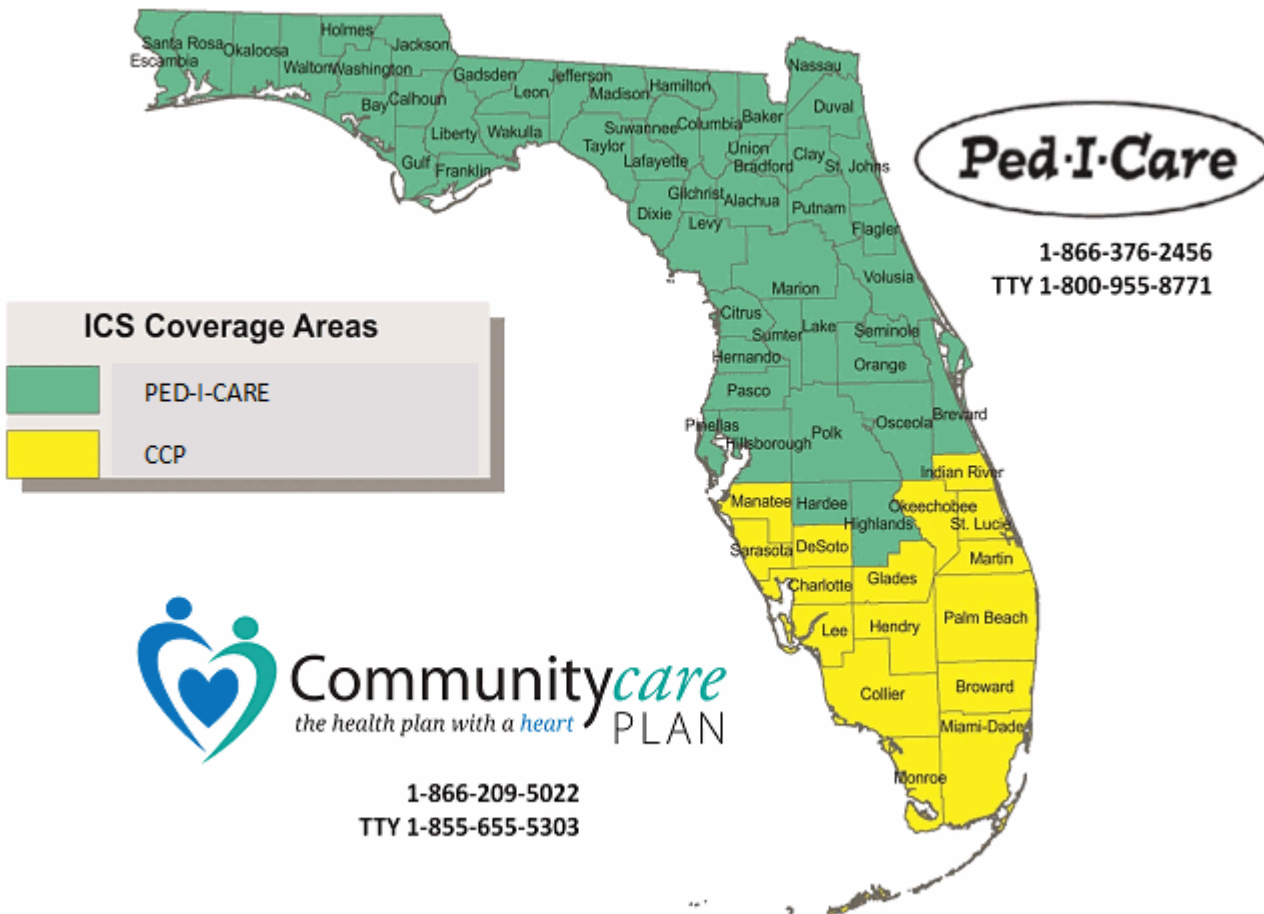 Holmes
Santa Rosa
Okaloosa
Jackson
Escambia
Walton
Washington
Nassau
Gadsden
Jefferson
Hamilton
Leon
Madison
Bay
Calhoun
Duval
Baker
Liberty
Wakulla
Suwannee
Columbia
Taylor
Union
Clay
St. Johns
Lafayette
Bradford
Gulf
Franklin
Gilchrist
Alachua
Putnam
Dixie
Levy
Flagler
Volusia
Marion
Citrus
Sumter
Lake
Seminole
Hernando
Orange
Pasco
Pinellas
Hillsborough
Polk
Osceola
Brevard
Indian River
Manatee
Hardee
Okeechobee
Highlands
St. Lucie
Sarasota
DeSoto
Martin
Charlotte
Glades
Lee
Hendry
Palm Beach
Collier
Broward
Miami-Dade
Monroe
Ped·I·Care
1-866-376-2456
TTY 1-800-955-8771
ICS Coverage Areas
PED-I-CARE
CCP
Communitycare
the health plan with a heart
PLAN
1-866-209-5022
TTY 1-855-655-5303